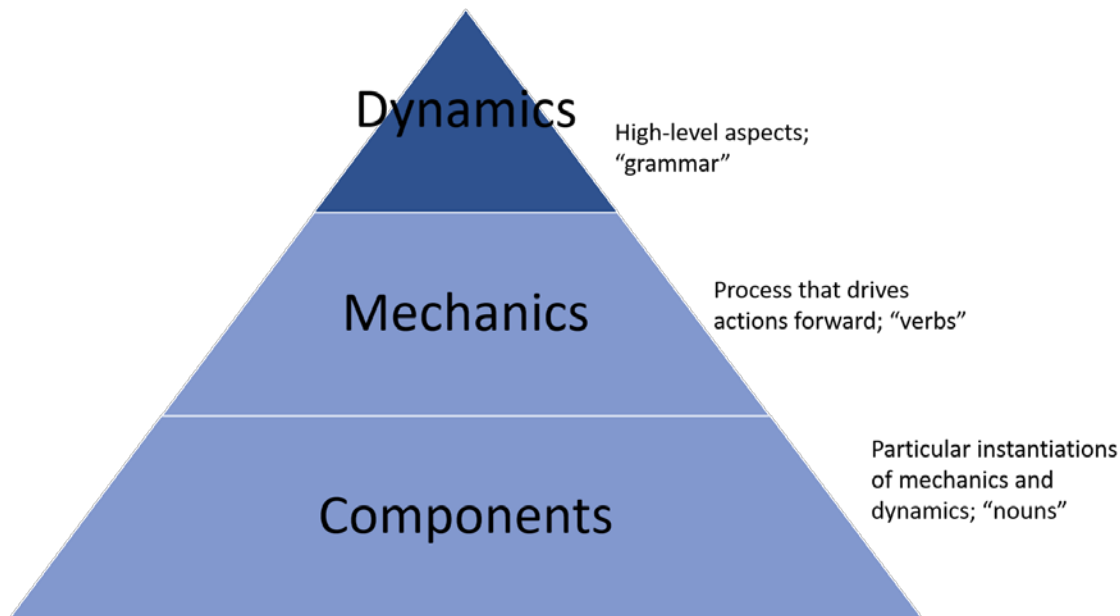 Dynamics
High-level aspects;
“grammar”
Mechanics
Process that drives
actions forward; “verbs”
Components
Particular instantiations
of mechanics and
dynamics; “nouns”